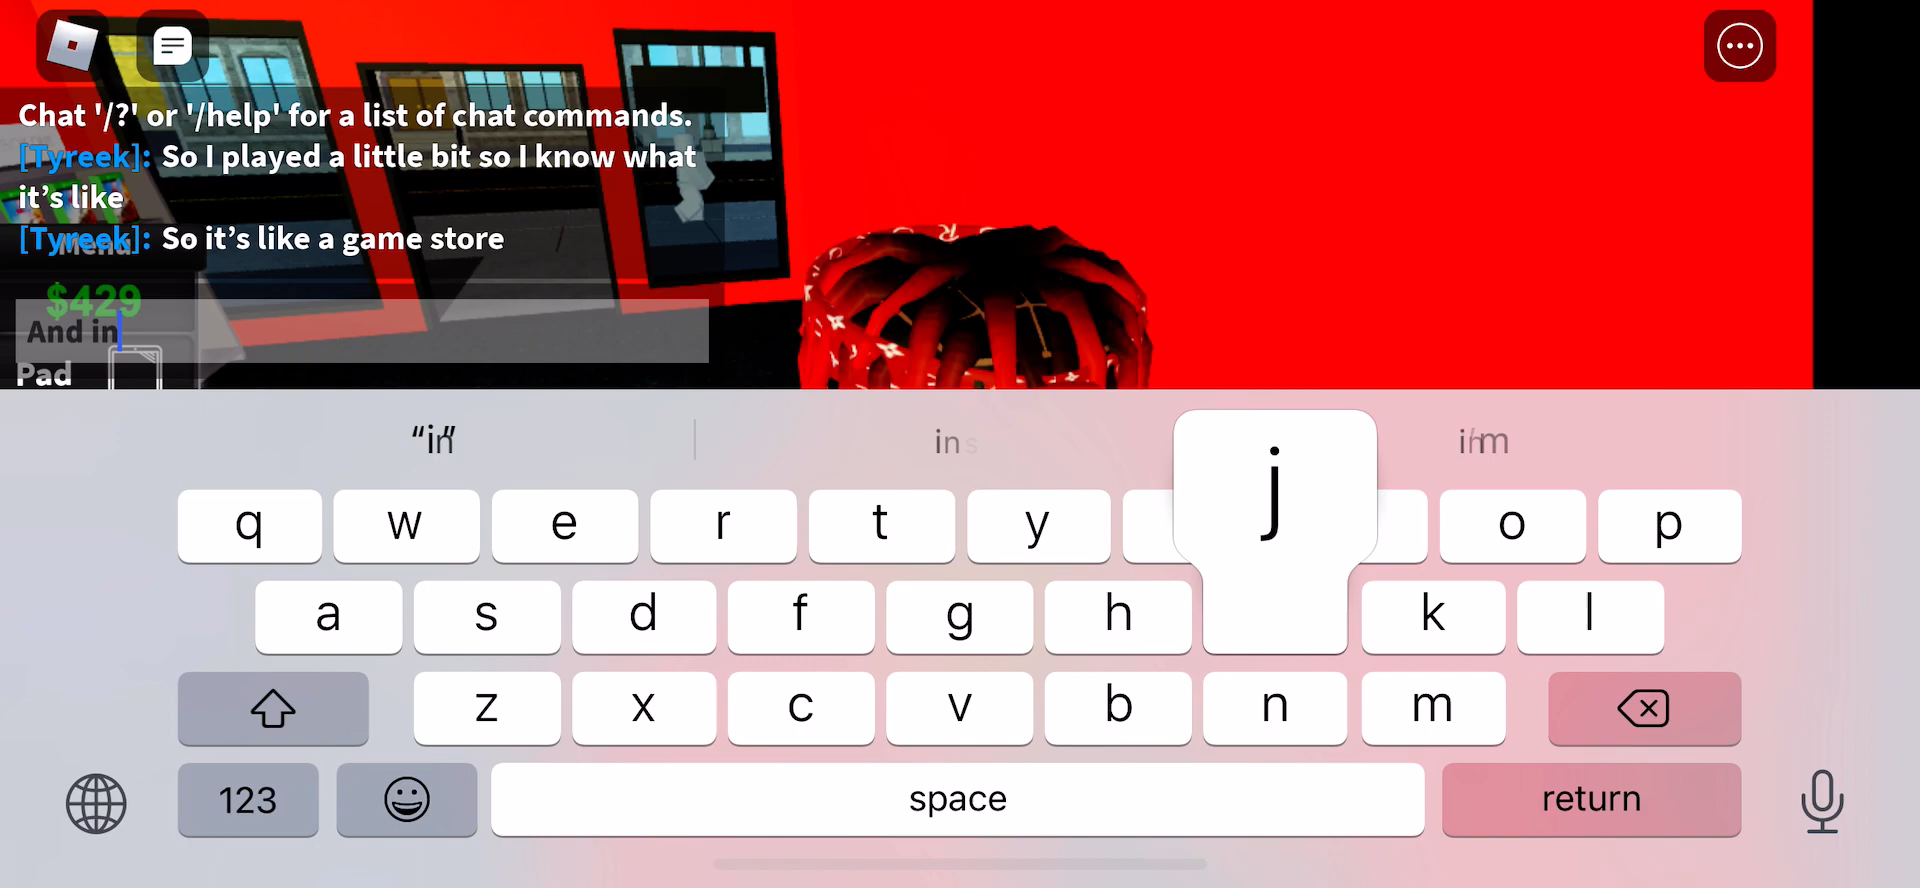 Chat '/?' or '/help' for a list of chat commands.
[Tyreek]: So I played a little bit so I know what
it’s like
[Tyreek]: So it’s like a game store
Menu
$429
And in
Pad
“in”
in
j
q w e r t y o p
a s d f g h k l
z x c v b n m
123 space return